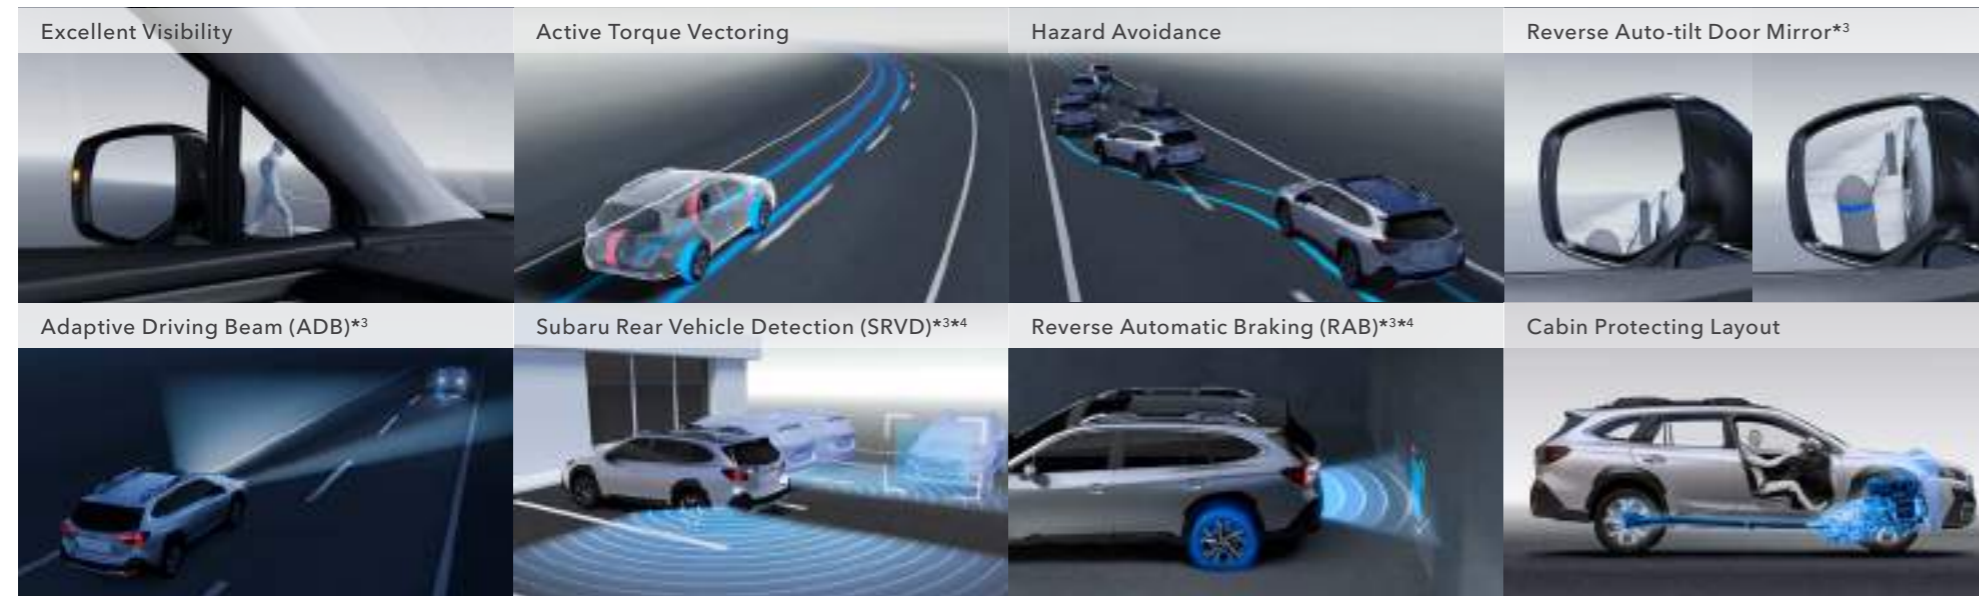 Excellent Visibility
Active Torque Vectoring
Hazard Avoidance
Reverse Auto-tilt Door Mirror*3
Adaptive Driving Beam (ADB)*3
Subaru Rear Vehicle Detection (SRVD)*3*4
Reverse Automatic Braking (RAB)*3*4
Cabin Protecting Layout